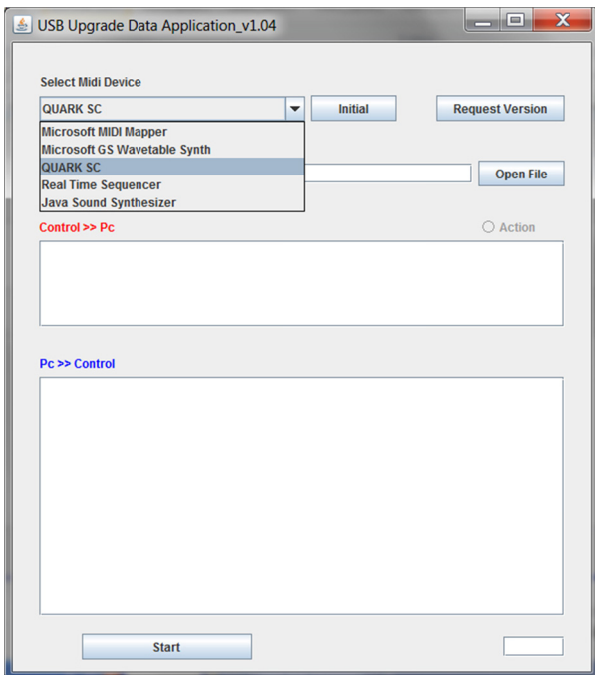 USB Upgrade Data Application_v1.04
Select Midi Device
QUARK SC Initial Request Version
Microsoft MIDI Mapper
Microsoft GS Wavetable Synth
QUARK SC
Open File
Real Time Sequencer
Java Sound Synthesizer
Control >> Pc Action
Pc >> Control
Start